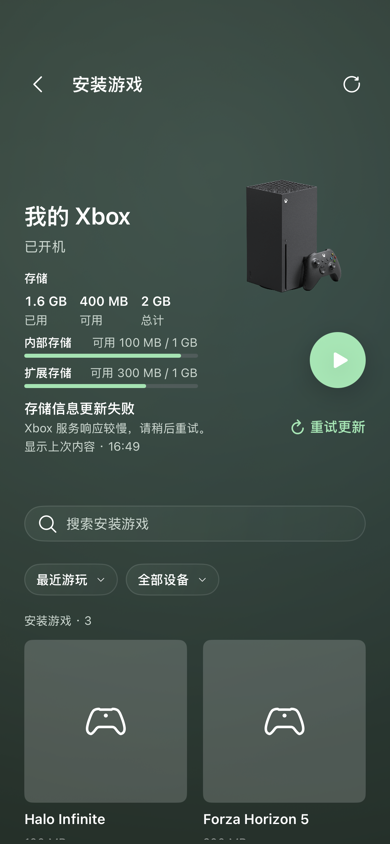 安装游戏
我的 Xbox
已开机
存储
1.6 GB 400 MB 2 GB
已用 可用 总计
内部存储 可用 100 MB / 1 GB
扩展存储 可用 300 MB / 1 GB
存储信息更新失败
Xbox 服务响应较慢，请稍后重试。
显示上次内容 · 16:49
重试更新
搜索安装游戏
最近游玩 全部设备
安装游戏 · 3
Halo Infinite Forza Horizon 5